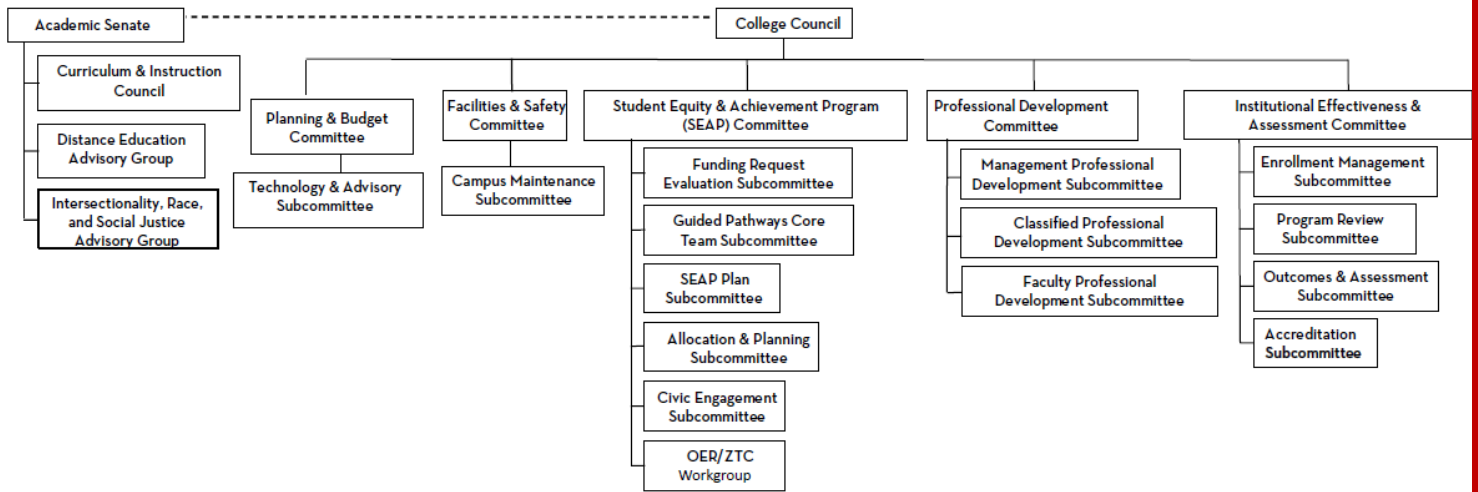 Academic Senate
College Council
Curriculum & Instruction
Council
Distance Education
Advisory Group
Intersectionality, Race,
and Social Justice
Advisory Group
Planning & Budget
Committee
Technology & Advisory
Subcommittee
Facilities & Safety
Committee
Campus Maintenance
Subcommittee
Student Equity & Achievement Program
(SEAP) Committee
Funding Request
Evaluation Subcommittee
Guided Pathways Core
Team Subcommittee
SEAP Plan
Subcommittee
Allocation & Planning
Subcommittee
Civic Engagement
Subcommittee
OER/ZTC
Workgroup
Professional Development
Committee
Management Professional
Development Subcommittee
Classified Professional
Development Subcommittee
Faculty Professional
Development Subcommittee
Institutional Effectiveness &
Assessment Committee
Enrollment Management
Subcommittee
Program Review
Subcommittee
Outcomes & Assessment
Subcommittee
Accreditation
Subcommittee